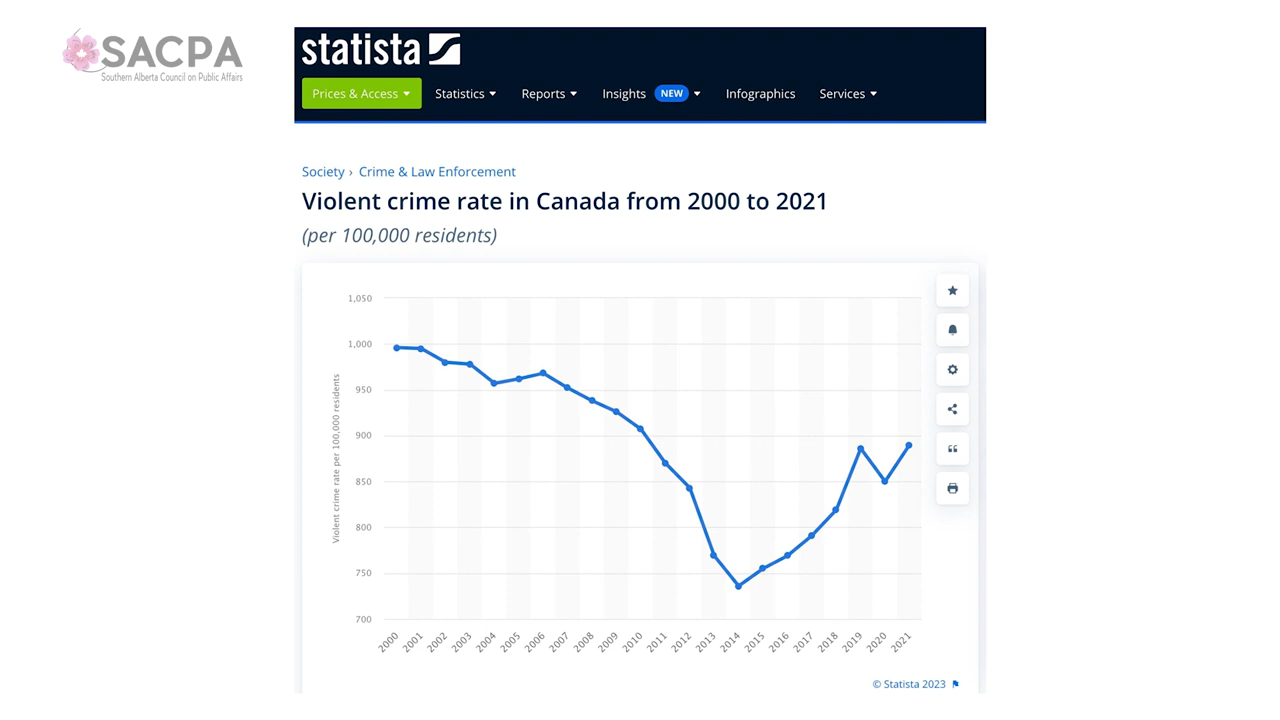 SACPA
Southern Alberta Council on Public Affairs
statista
Prices & Access Statistics Reports Insights NEW Infographics Services
Society › Crime & Law Enforcement
Violent crime rate in Canada from 2000 to 2021
(per 100,000 residents)
Violent crime rate per 100,000 residents
1,050
1,000
950
900
850
800
750
700
2000 2001 2002 2003 2004 2005 2006 2007 2008 2009 2010 2011 2012 2013 2014 2015 2016 2017 2018 2019 2020 2021
© Statista 2023